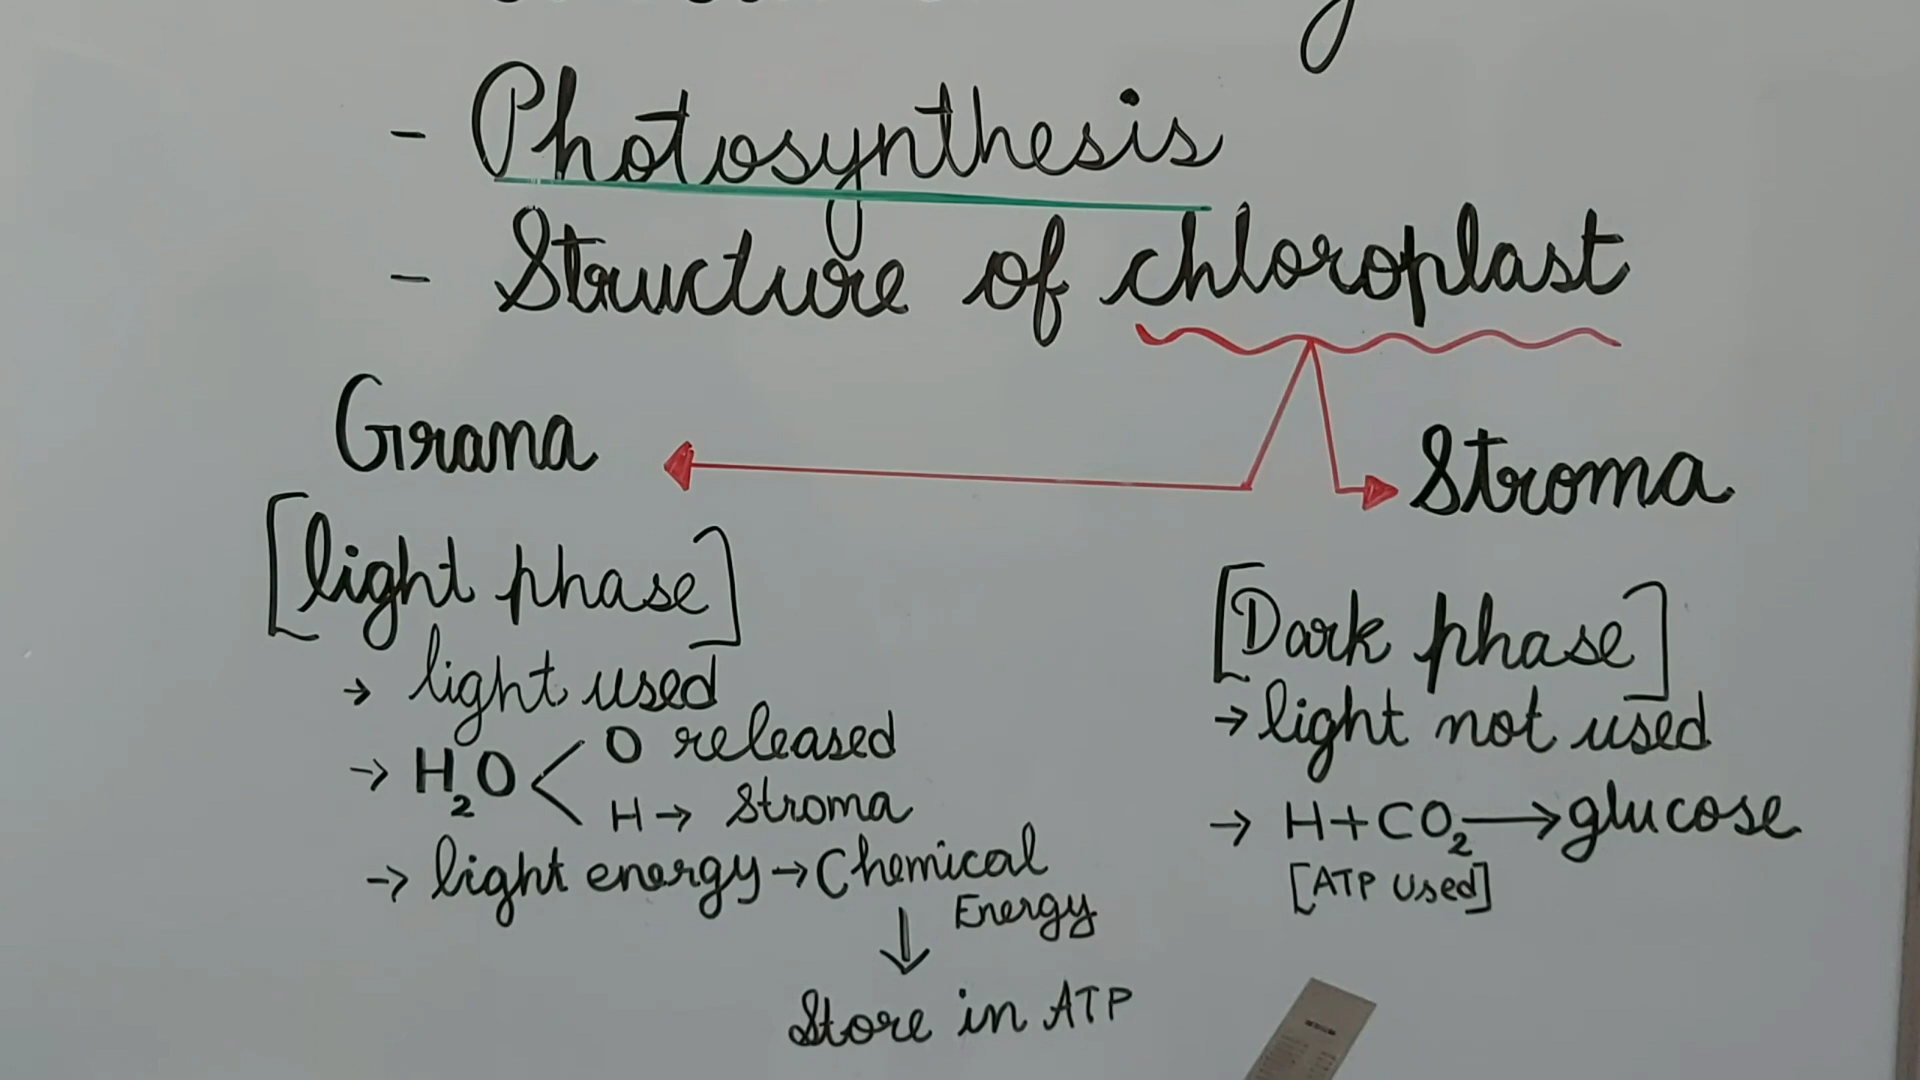 - Photosynthesis
- Structure of chloroplast
Grana
Stroma
[light phase]
→ light used
→ H₂O < O released
H → Stroma
→ light energy → Chemical Energy
↓
Store in ATP
[Dark phase]
→ light not used
→ H + CO₂ → glucose
[ATP Used]